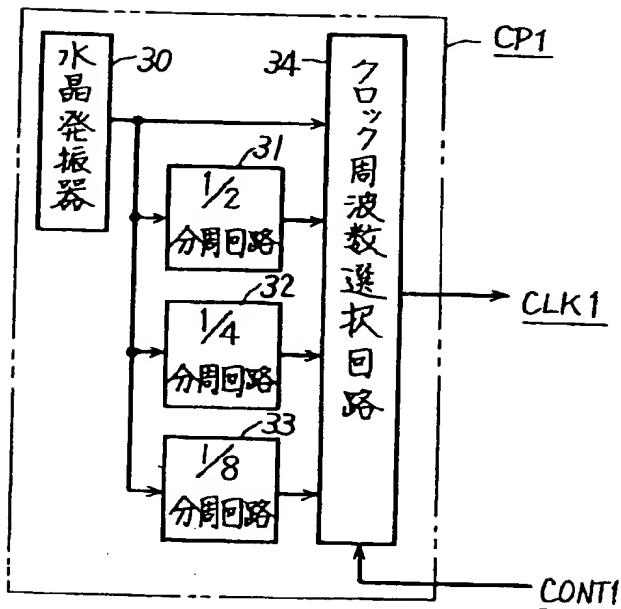 CP1
水晶発振器
30
34
クロック周波数選択回路
31
1/2
分周回路
32
1/4
分周回路
33
1/8
分周回路
CLK1
CONT1